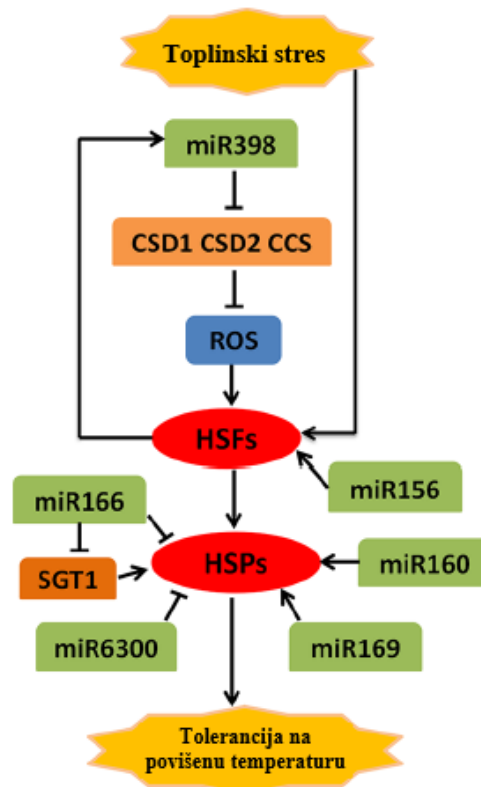 Toplinski stres
miR398
CSD1 CSD2 CCS
ROS
HSFs
miR156
miR166
HSPs
miR160
SGT1
miR6300
miR169
Tolerancija na
povišenu temperaturu